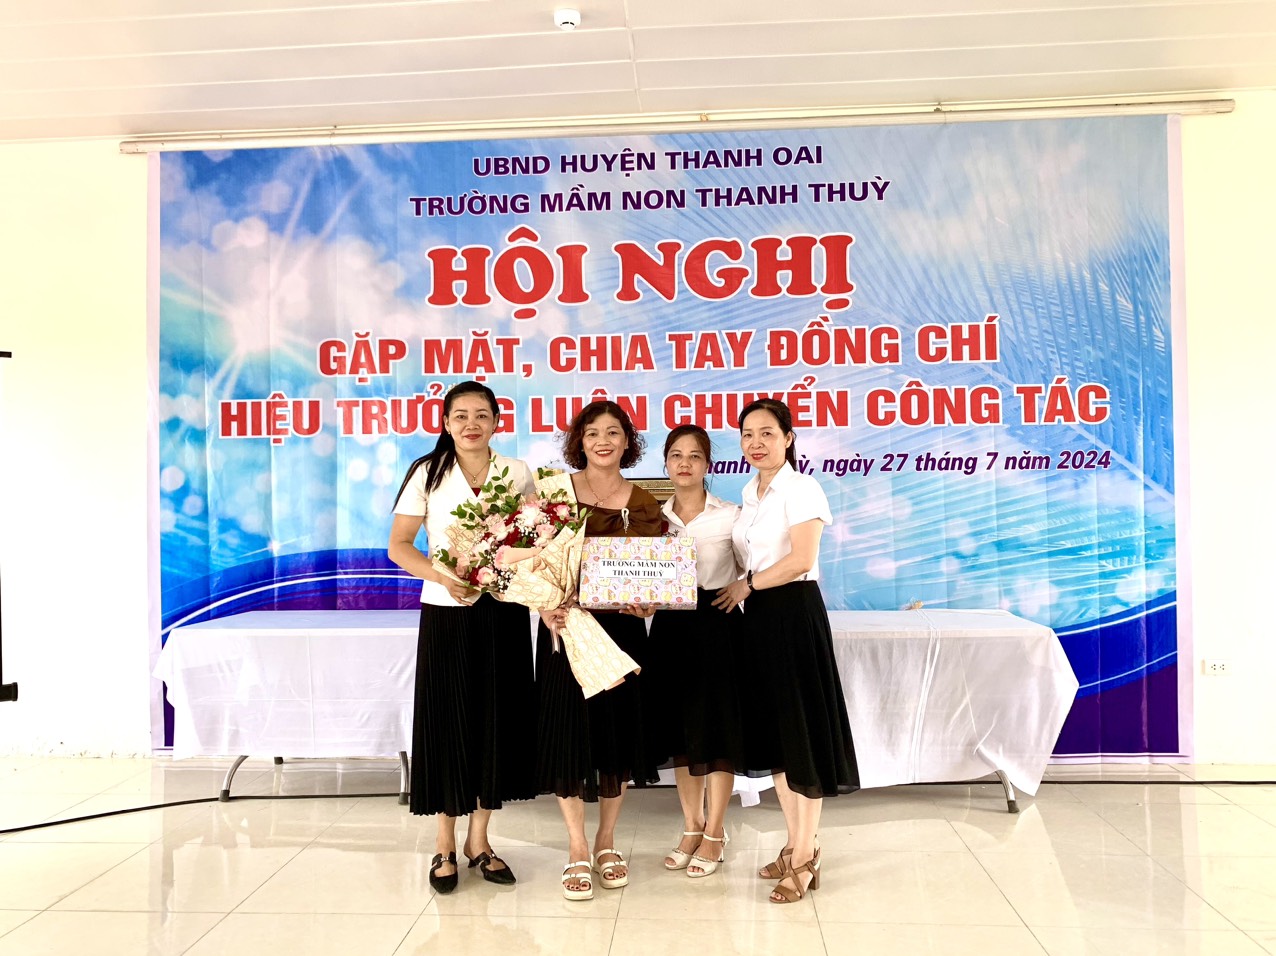 UBND HUYỆN THANH OAI
TRƯỜNG MẦM NON THANH THUỲ
HỘI NGHỊ
GẶP MẶT, CHIA TAY ĐỒNG CHÍ
HIỆU TRƯỞNG LUÂN CHUYỂN CÔNG TÁC
ngày 27 tháng 7 năm 2024
TRƯỜNG MẦM NON
THANH THUỲ